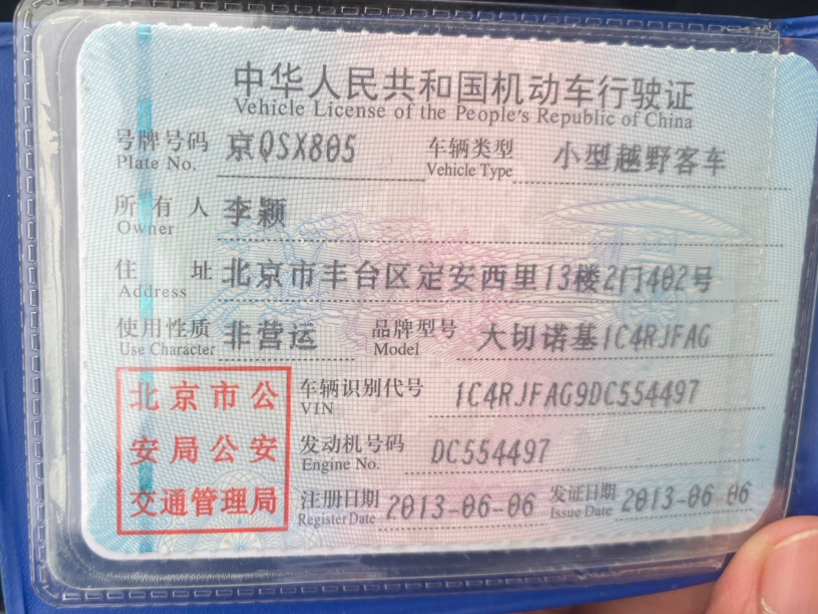 中华人民共和国机动车行驶证
Vehicle License of the People's Republic of China
号牌号码 京QSX805 车辆类型 小型越野客车
Plate No. Vehicle Type
所有人 李颖
Owner
住址 北京市丰台区定安西里13楼2门402号
Address
使用性质 非营运 品牌型号 大切诺基1C4RJFAG
Use Character Model
北京市公
安局公安
交通管理局
车辆识别代号 1C4RJFAG9DC554497
VIN
发动机号码 DC554497
Engine No.
注册日期 2013-06-06 发证日期 2013-06-06
Register Date Issue Date